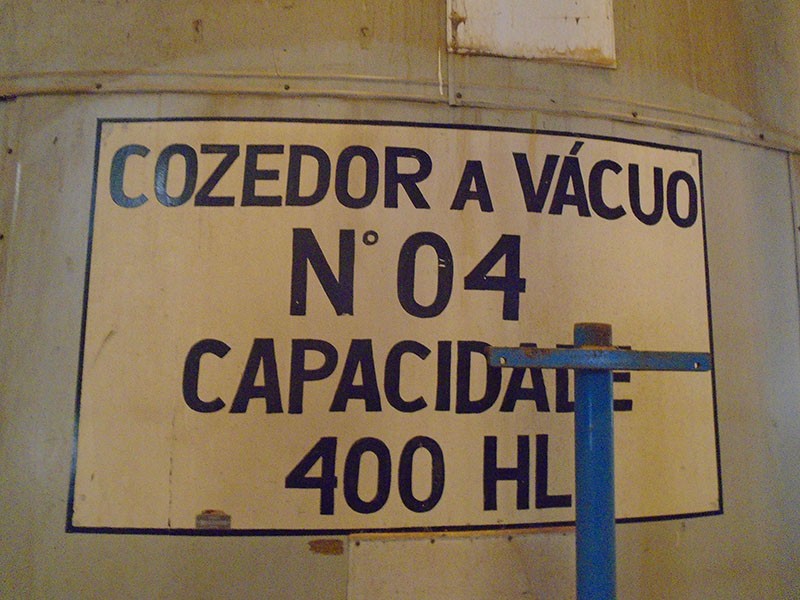 COZEDOR A VÁCUO
N° 04
CAPACIDADE
400 HL